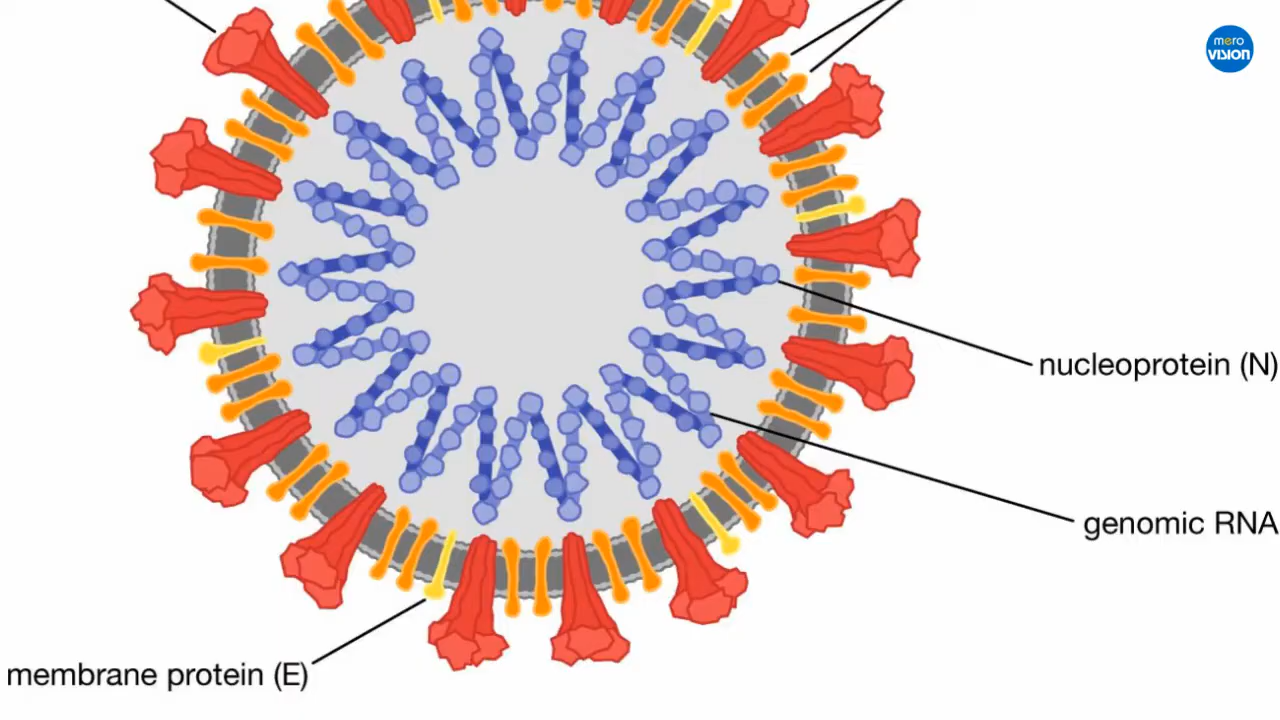 mero
vision
nucleoprotein (N)
genomic RNA
membrane protein (E)